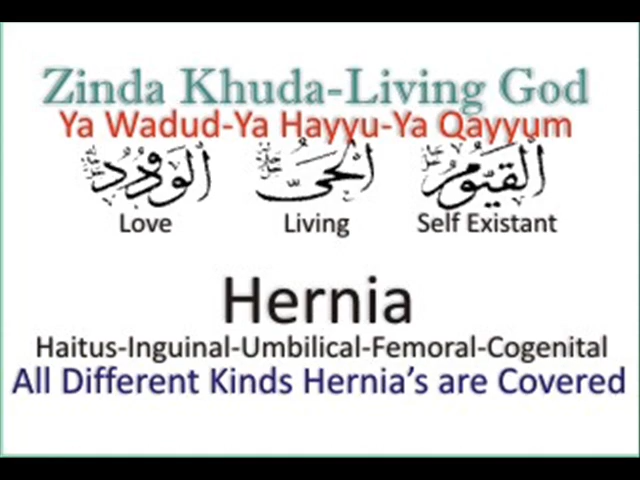 Zinda Khuda-Living God
Ya Wadud-Ya Hayyu-Ya Qayyum
الودود الحي القيوم
Love Living Self Existant
Hernia
Haitus-Inguinal-Umbilical-Femoral-Cogenital
All Different Kinds Hernia’s are Covered